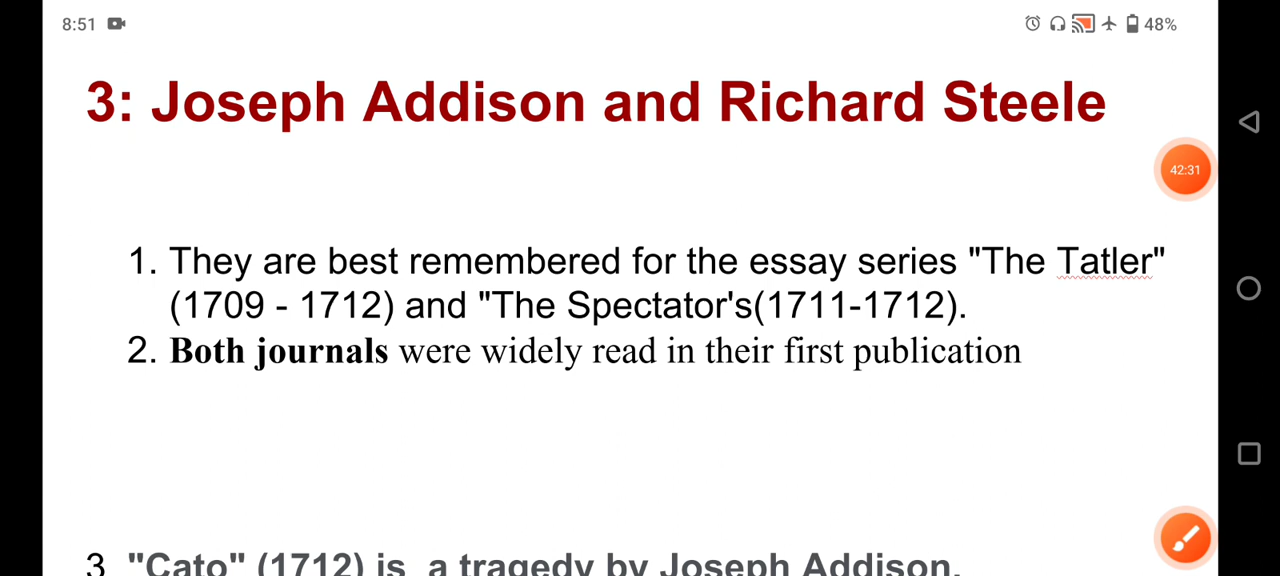 8:51
48%
3: Joseph Addison and Richard Steele
42:31
1. They are best remembered for the essay series "The Tatler"
(1709 - 1712) and "The Spectator's(1711-1712).
2. Both journals were widely read in their first publication
3 "Cato" (1712) is a tragedy by Joseph Addison.